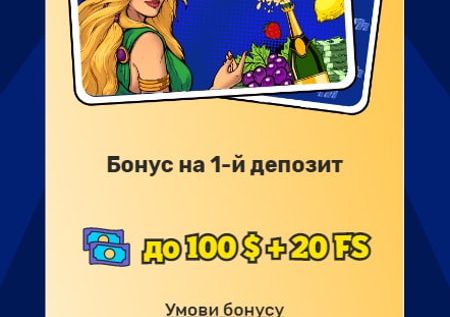 Бонус на 1-й депозит
до 100 $ + 20 FS
Умови бонусу